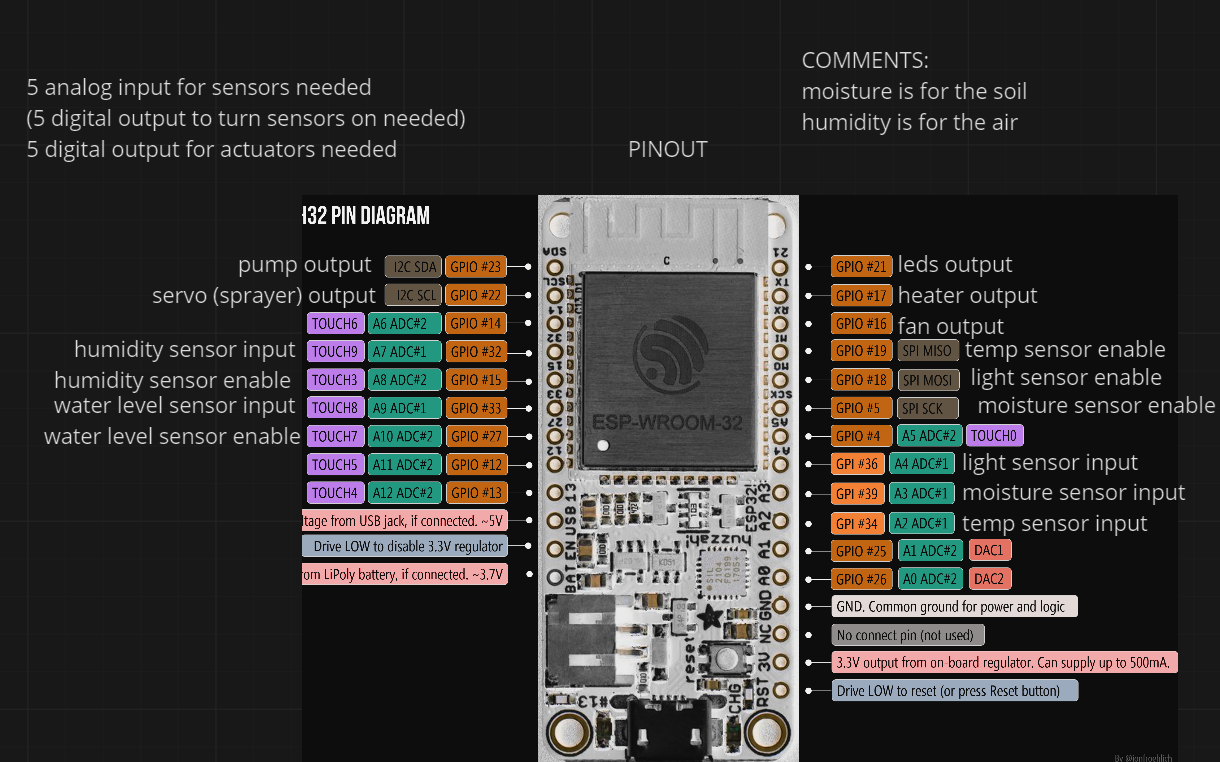 5 analog input for sensors needed
(5 digital output to turn sensors on needed)
5 digital output for actuators needed
COMMENTS:
moisture is for the soil
humidity is for the air
PINOUT
H32 PIN DIAGRAM
pump output I2C SDA GPIO #23
servo (sprayer) output I2C SCL GPIO #22
TOUCH6 A6 ADC#2 GPIO #14
humidity sensor input TOUCH9 A7 ADC#1 GPIO #32
humidity sensor enable TOUCH3 A8 ADC#2 GPIO #15
water level sensor input TOUCH8 A9 ADC#1 GPIO #33
water level sensor enable TOUCH7 A10 ADC#2 GPIO #27
TOUCH5 A11 ADC#2 GPIO #12
TOUCH4 A12 ADC#2 GPIO #13
tage from USB jack, if connected. ~5V
Drive LOW to disable 3.3V regulator
om LiPoly battery, if connected. ~3.7V
SDA
SCL
14
32
15
33
27
12
13
USB
EN
BAT
C
ESP-WROOM-32
21
TX
RX
MI
MO
SCK
A5
A4
A3
A2
A1
A0
GND
NC
3V
RST
ESP32!
huzzah
reset
CHG
#13
GPIO #21 leds output
GPIO #17 heater output
GPIO #16 fan output
GPIO #19 SPI MISO temp sensor enable
GPIO #18 SPI MOSI light sensor enable
GPIO #5 SPI SCK moisture sensor enable
GPIO #4 A5 ADC#2 TOUCH0
GPI #36 A4 ADC#1 light sensor input
GPI #39 A3 ADC#1 moisture sensor input
GPI #34 A2 ADC#1 temp sensor input
GPIO #25 A1 ADC#2 DAC1
GPIO #26 A0 ADC#2 DAC2
GND. Common ground for power and logic
No connect pin (not used)
3.3V output from on-board regulator. Can supply up to 500mA.
Drive LOW to reset (or press Reset button)
By @jonfroehlich